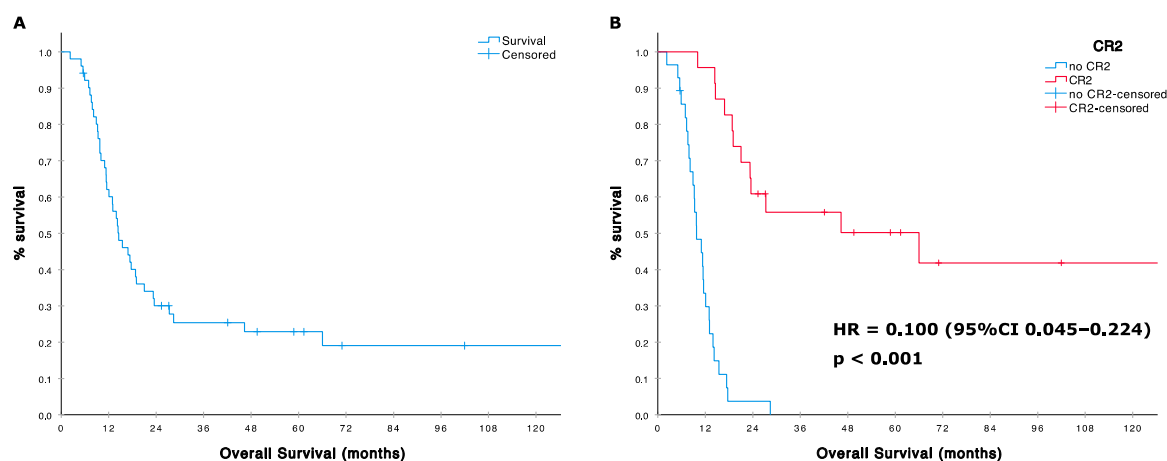 A
Survival
Censored
% survival
1.0
0.9
0.8
0.7
0.6
0.5
0.4
0.3
0.2
0.1
0,0
0 12 24 36 48 60 72 84 96 108 120
Overall Survival (months)
B
CR2
no CR2
CR2
no CR2-censored
CR2-censored
% survival
1.0
0.9
0.8
0.7
0.6
0.5
0.4
0.3
0.2
0.1
0,0
HR = 0.100 (95%CI 0.045–0.224)
p < 0.001
0 12 24 36 48 60 72 84 96 108 120
Overall Survival (months)